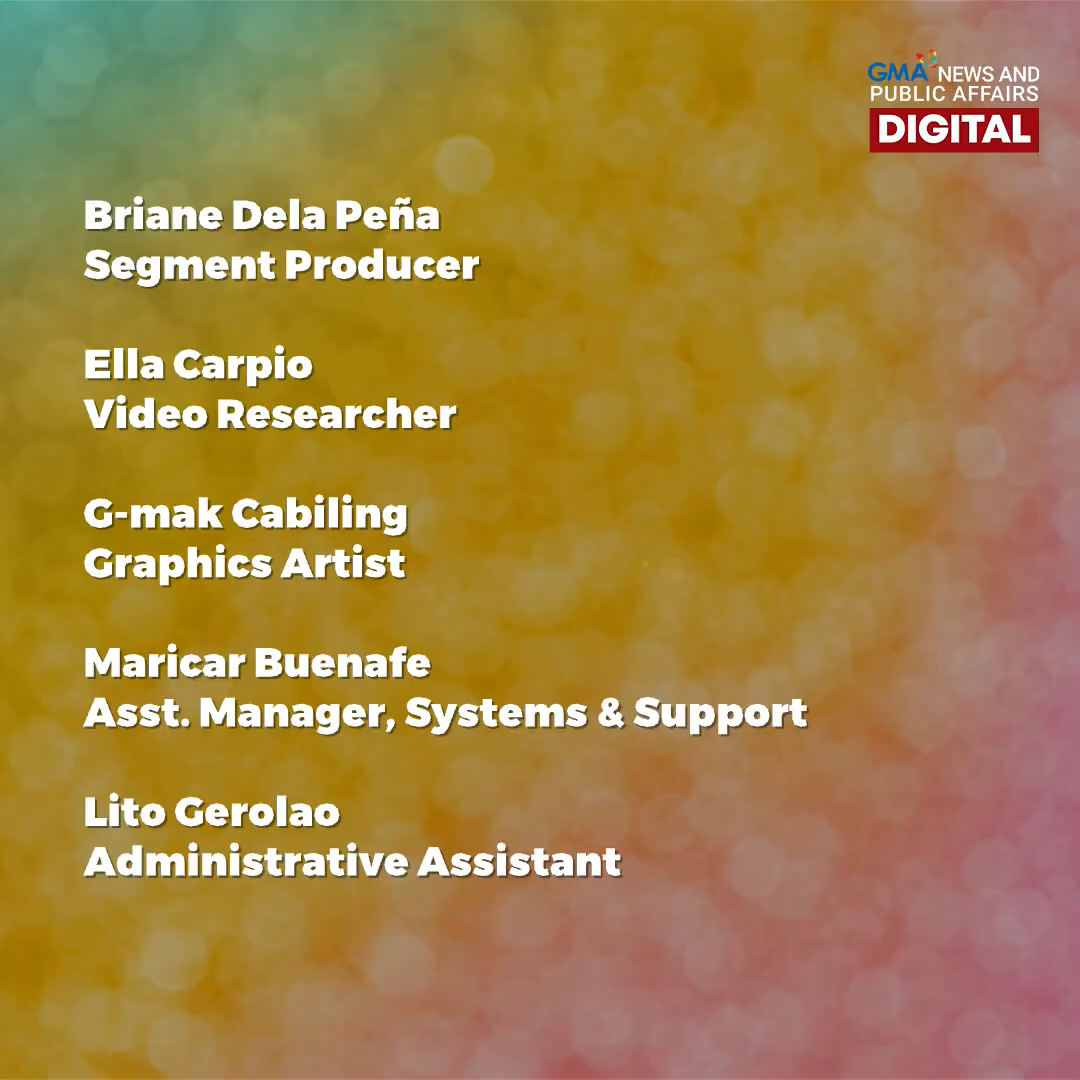 GMA NEWS AND
PUBLIC AFFAIRS
DIGITAL
Briane Dela Peña
Segment Producer
Ella Carpio
Video Researcher
G-mak Cabiling
Graphics Artist
Maricar Buenafe
Asst. Manager, Systems & Support
Lito Gerolao
Administrative Assistant